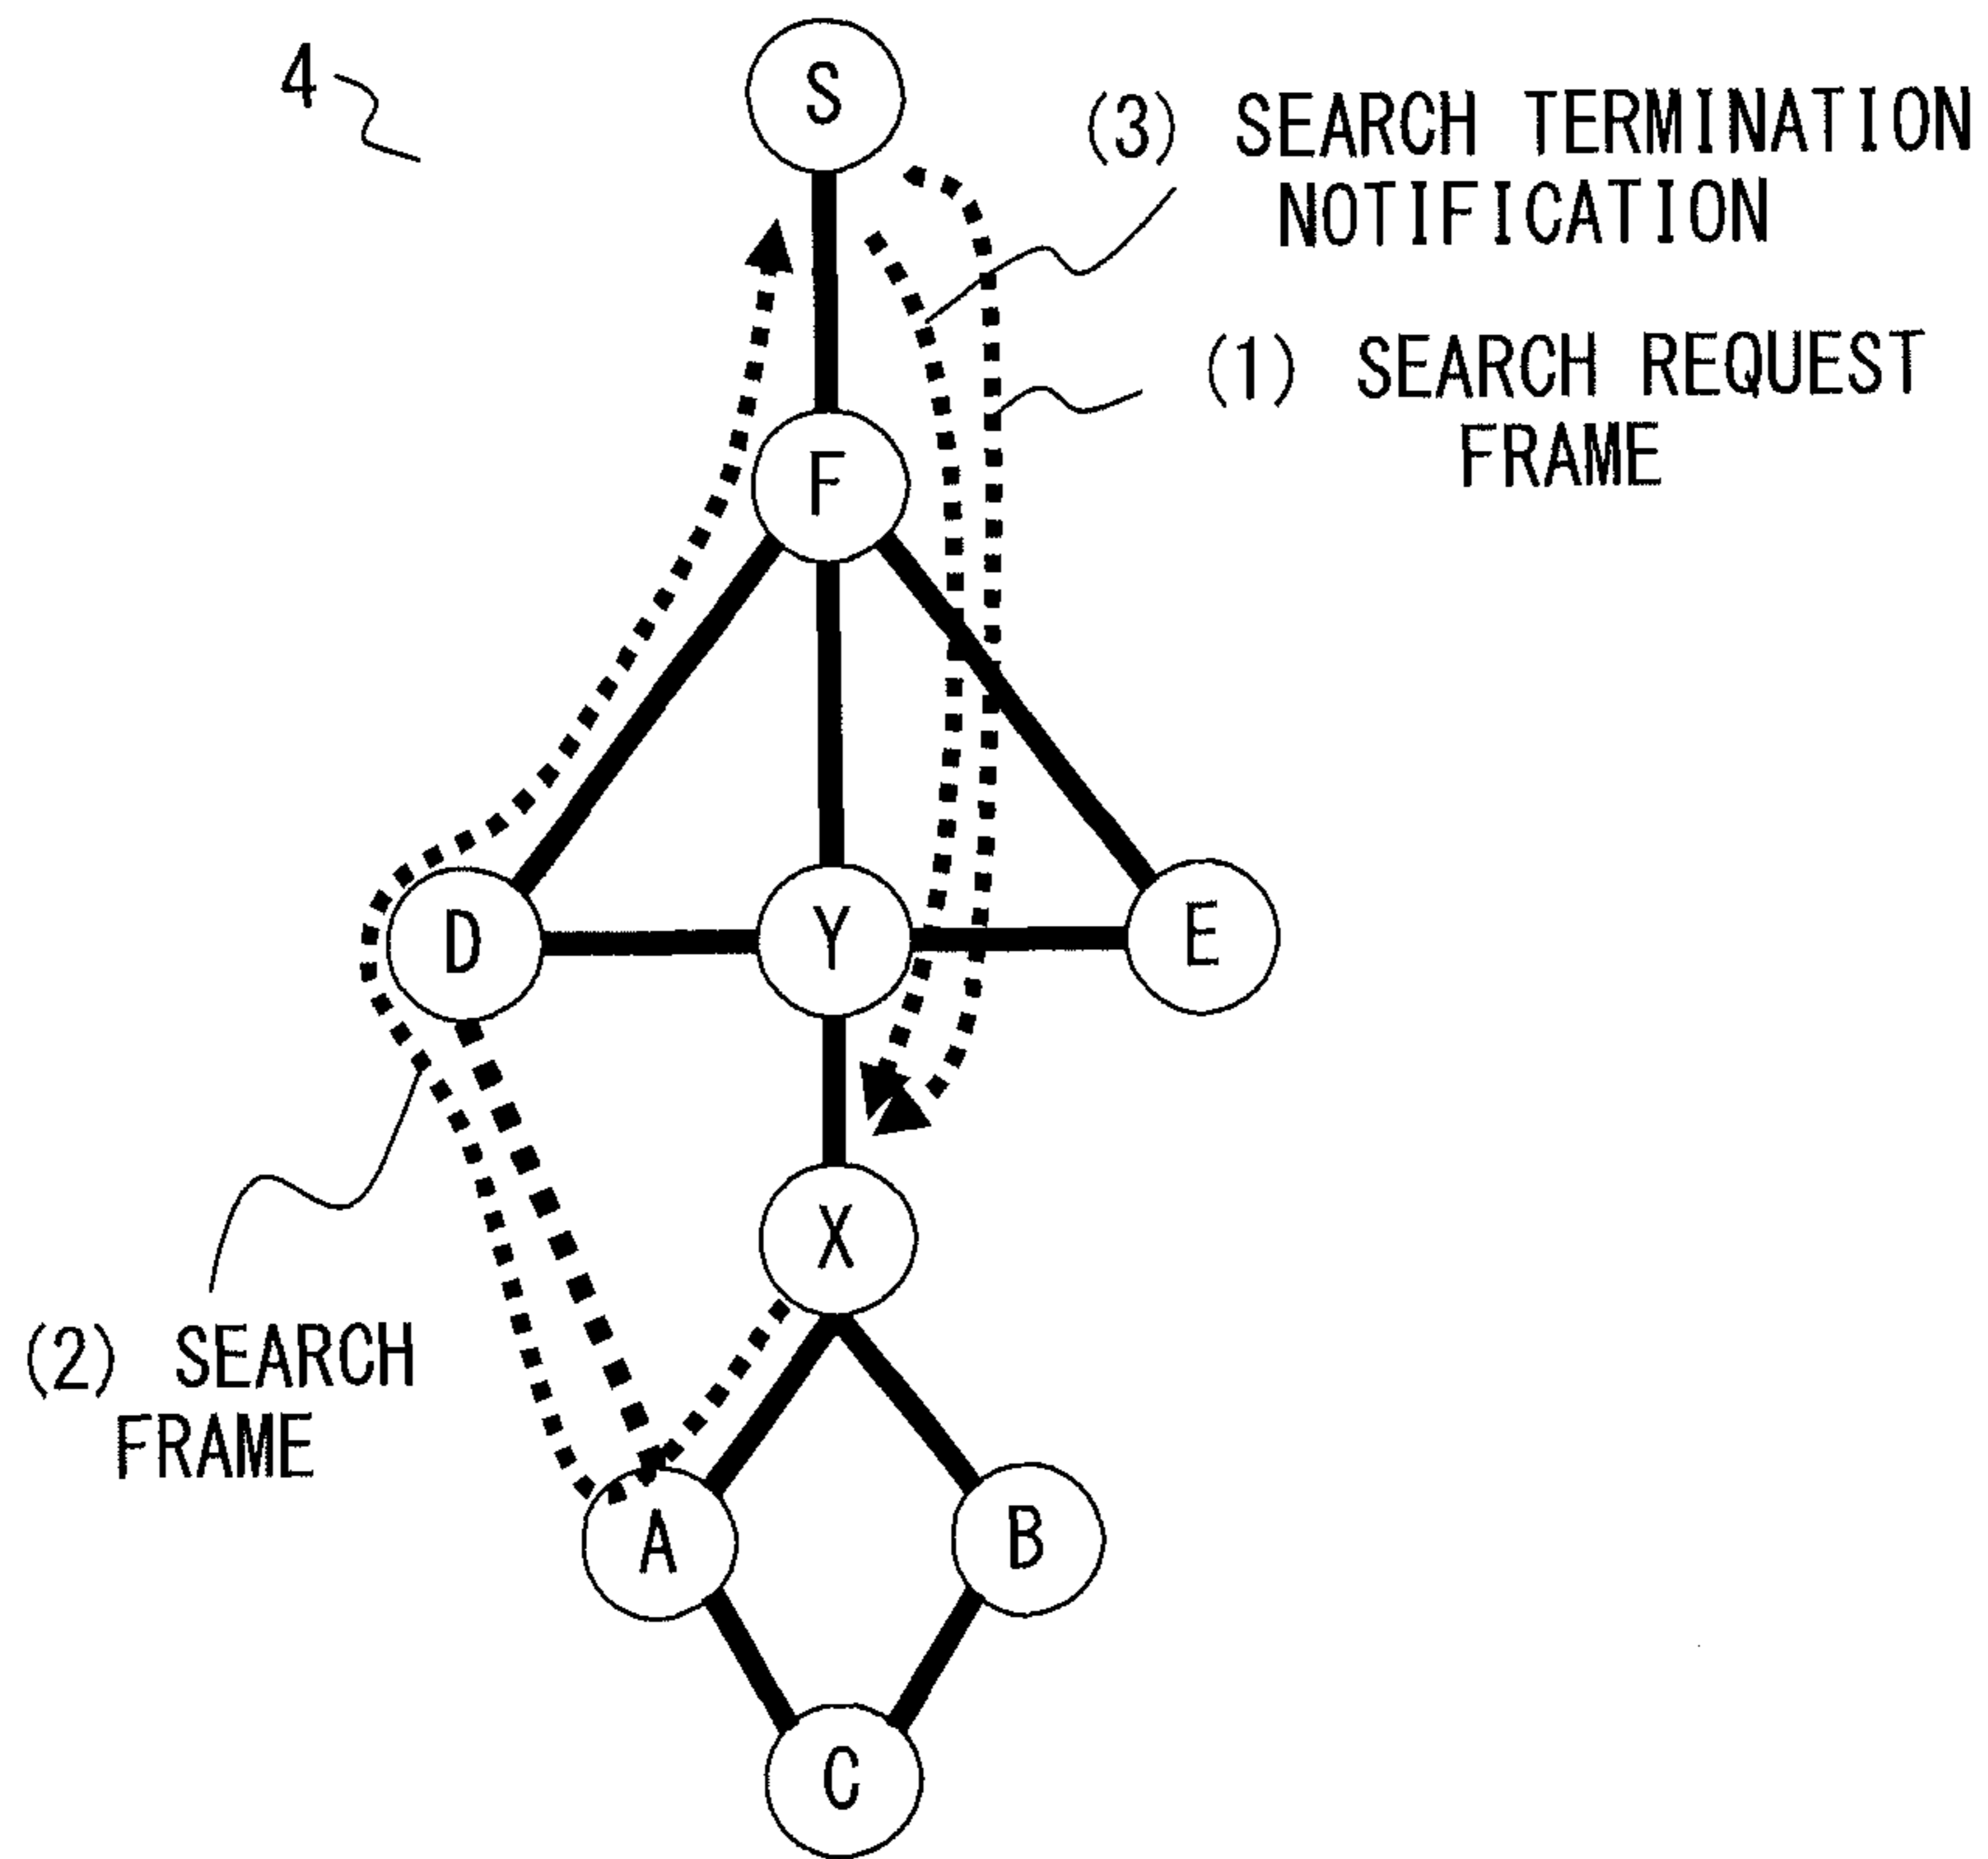 4
S
(3) SEARCH TERMINATION
NOTIFICATION
(1) SEARCH REQUEST
FRAME
F
D
Y
E
X
(2) SEARCH
FRAME
A
B
C